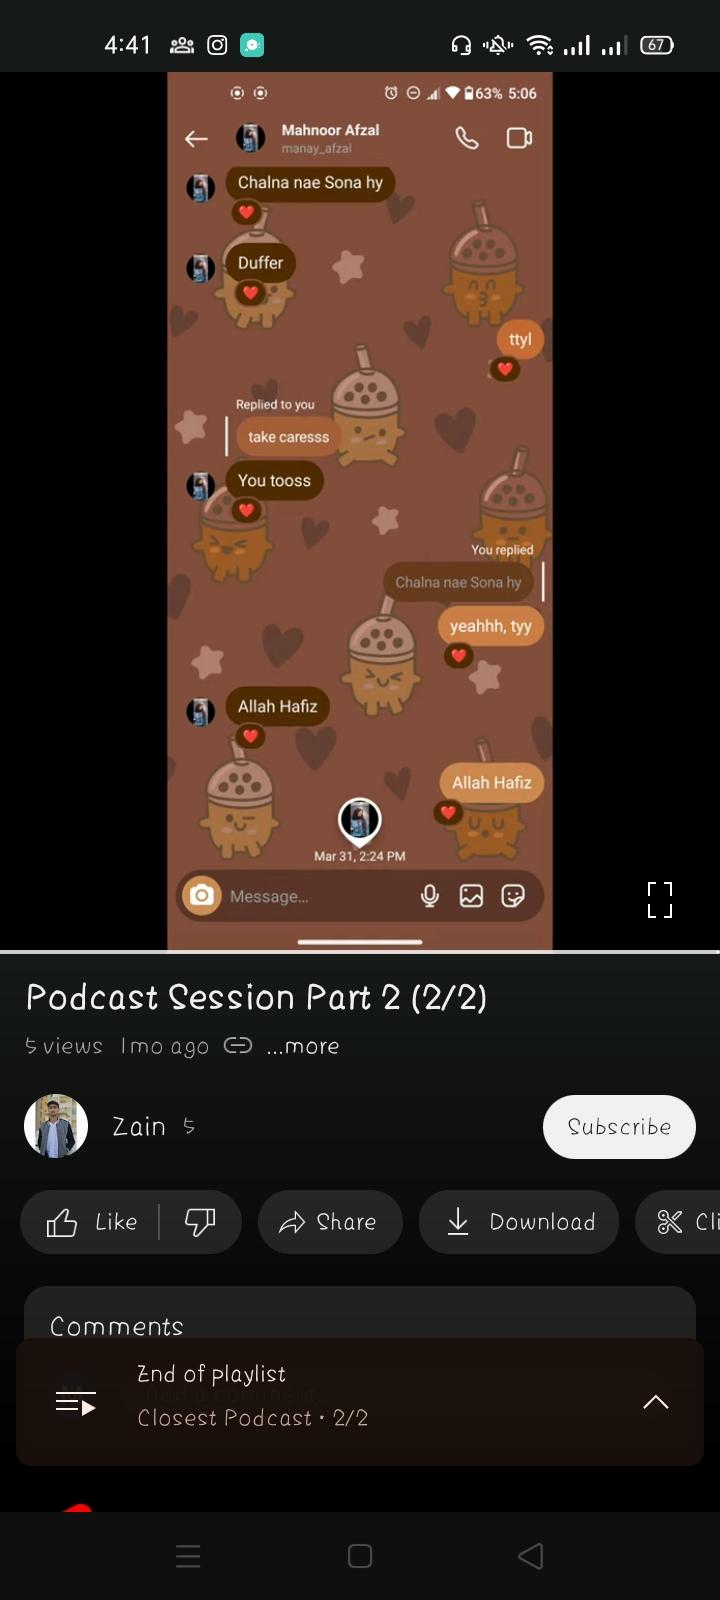 4:41
67
63% 5:06
Mahnoor Afzal
manay_afzal
Chalna nae Sona hy
Duffer
ttyl
Replied to you
take caresss
You tooss
You replied
Chalna nae Sona hy
yeahhh, tyy
Allah Hafiz
Allah Hafiz
Mar 31, 2:24 PM
Message...
Podcast Session Part 2 (2/2)
5 views 1mo ago ...more
Zain 5
Subscribe
Like
Share
Download
Cli
Comments
Add a comment...
End of playlist
Closest Podcast • 2/2